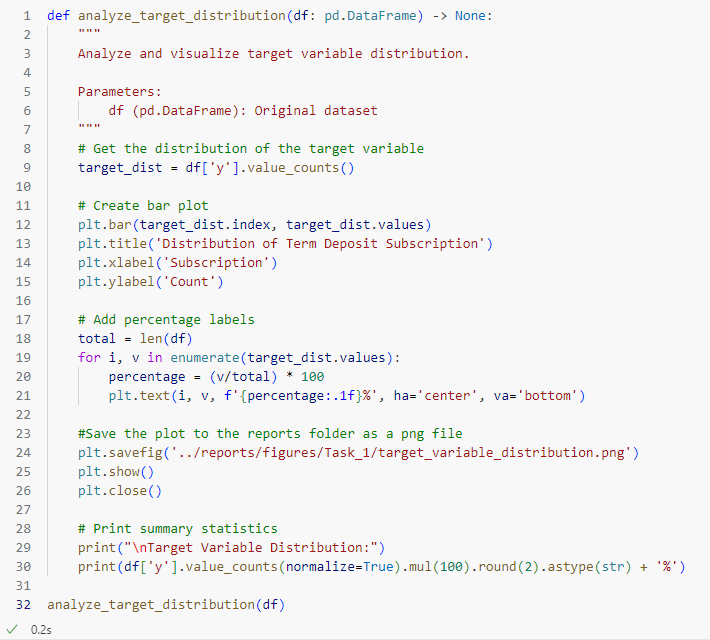 1 def analyze_target_distribution(df: pd.DataFrame) -> None:
2     """
3     Analyze and visualize target variable distribution.
4
5     Parameters:
6         df (pd.DataFrame): Original dataset
7     """
8     # Get the distribution of the target variable
9     target_dist = df['y'].value_counts()
10
11     # Create bar plot
12     plt.bar(target_dist.index, target_dist.values)
13     plt.title('Distribution of Term Deposit Subscription')
14     plt.xlabel('Subscription')
15     plt.ylabel('Count')
16
17     # Add percentage labels
18     total = len(df)
19     for i, v in enumerate(target_dist.values):
20         percentage = (v/total) * 100
21         plt.text(i, v, f'{percentage:.1f}%', ha='center', va='bottom')
22
23     #Save the plot to the reports folder as a png file
24     plt.savefig('../reports/figures/Task_1/target_variable_distribution.png')
25     plt.show()
26     plt.close()
27
28     # Print summary statistics
29     print("\nTarget Variable Distribution:")
30     print(df['y'].value_counts(normalize=True).mul(100).round(2).astype(str) + '%')
31
32 analyze_target_distribution(df)
✓ 0.2s